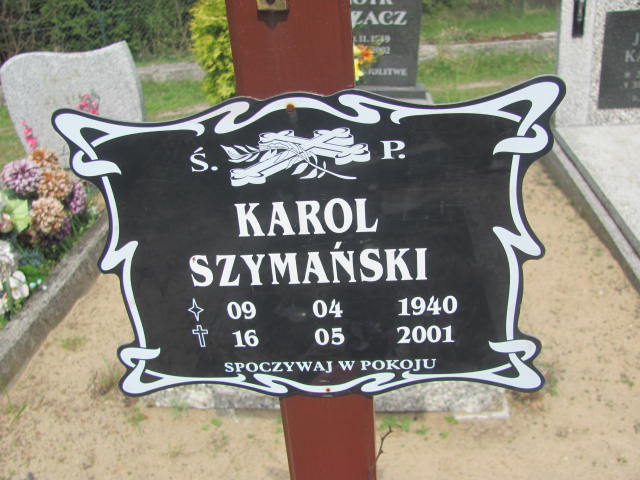 Ś. P.
KAROL
SZYMAŃSKI
09 04 1940
16 05 2001
SPOCZYWAJ W POKOJU